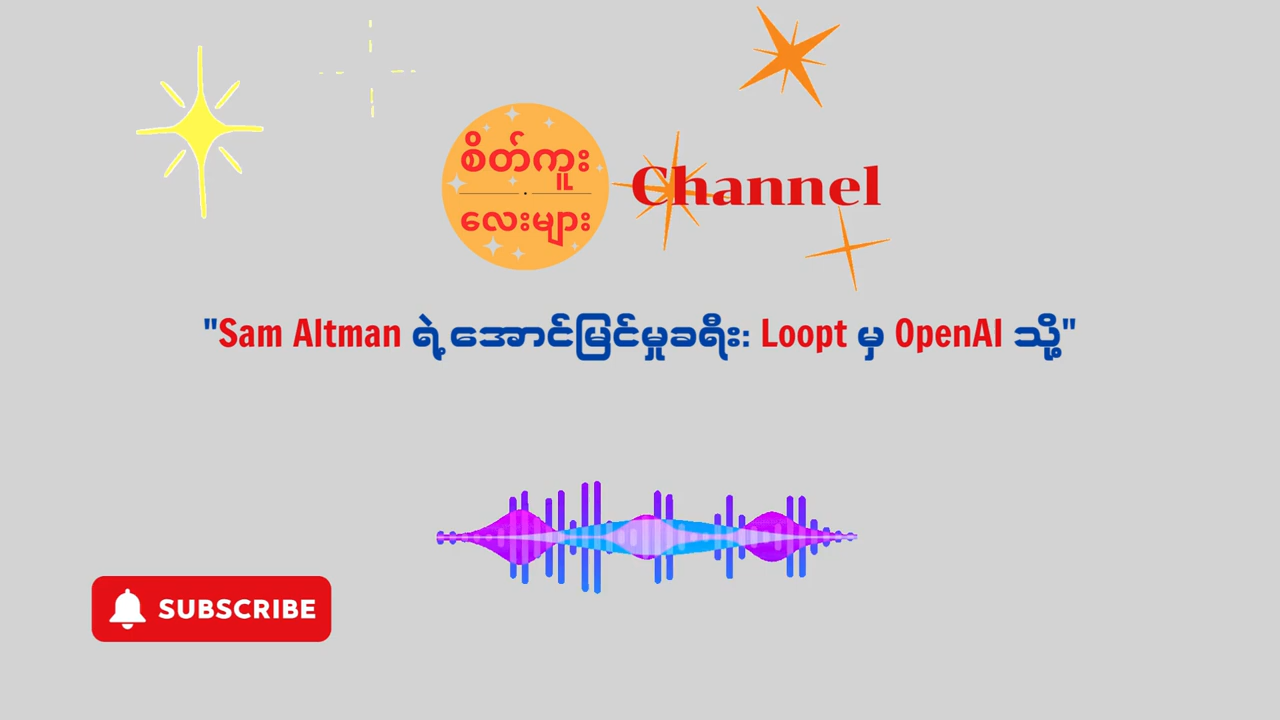 စိတ်ကူး
လေးများ
Channel
"Sam Altman ရဲ့အောင်မြင်မှုခရီး: Loopt မှ OpenAI သို့"
SUBSCRIBE